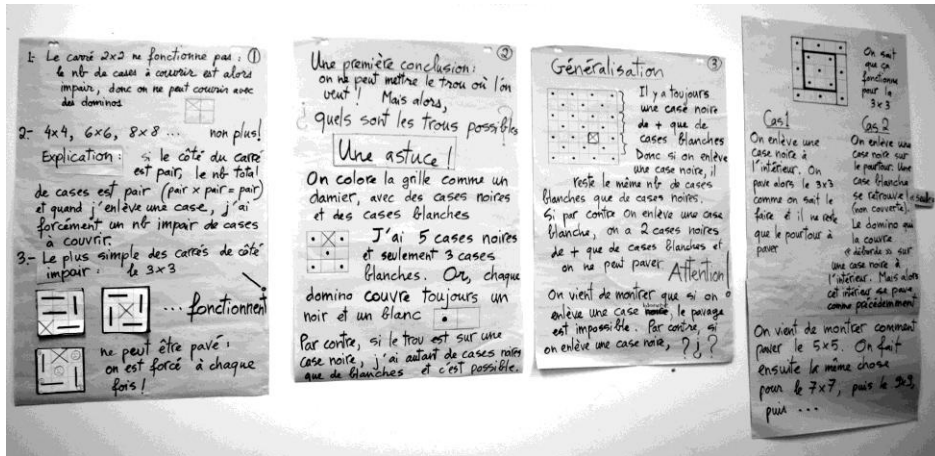 ①
1- Le carré 2x2 ne fonctionne pas :
le nb de cases à couvrir est alors
impair, donc on ne peut couvrir avec
des dominos
2.- 4x4, 6x6, 8x8 ... non plus!
Explication : si le côté du carré
est pair, le nb total
de cases est pair (pair x pair = pair)
et quand j'enlève une case, j'ai
forcément un nb impair de cases
à couvrir.
3.- Le plus simple des carrés de côté
impair : le 3x3
... fonctionnent
ne peut être pavé :
on est forcé à chaque
fois !
②
Une première conclusion :
on ne peut mettre le trou où l'on
veut ! Mais alors,
¿ quels sont les trous possibles ?
Une astuce !
On colore la grille comme un
damier, avec des cases noires
et des cases blanches
J'ai 5 cases noires
et seulement 3 cases
blanches. Or, chaque
domino couvre toujours un
noir et un blanc
Par contre, si le trou est sur une
case noire, j'ai autant de cases noires
que de blanches et c'est possible.
③
Généralisation
Il y a toujours
une case noire
de + que de
cases blanches
Donc si on enlève
une case noire, il
reste le même nb de cases
blanches que de cases noires.
Si par contre on enlève une case
blanche, on a 2 cases noires
de + que de cases blanches et
on ne peut paver
Attention!
On vient de montrer que si on
enlève une case blanche, le pavage
est impossible. Par contre, si
on enlève une case noire, ? ¿ ?
On sait
que ça
fonctionne
pour le
3x3
Cas 1
On enlève une
case noire à
l'intérieur. On
pave alors le 3x3
comme on sait le
faire et il ne reste
que le pourtour à
paver
Cas 2
On enlève une
case noire sur
le pourtour. Une
case blanche
se retrouve seule
(non couverte).
Le domino qui
la couvre
« déborde » sur
une case noire à
l'intérieur. Mais alors
cet intérieur se pave
comme précédemment
On vient de montrer comment
paver le 5x5. On fait
ensuite la même chose
pour le 7x7, puis le 9x9,
puis ...